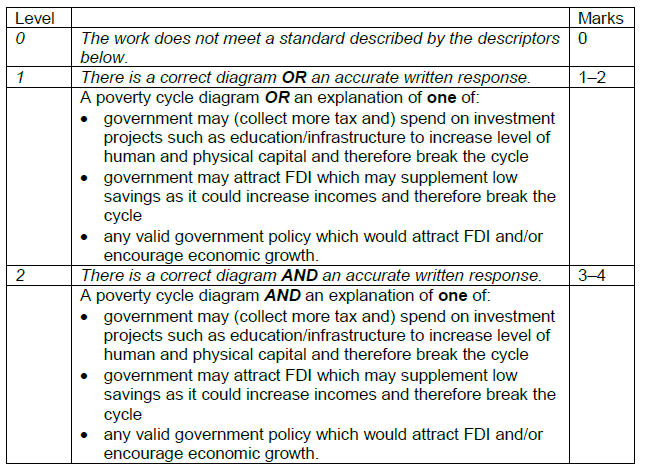 Level Marks
0 The work does not meet a standard described by the descriptors 0
below.
1 There is a correct diagram OR an accurate written response. 1–2
A poverty cycle diagram OR an explanation of one of:
• government may (collect more tax and) spend on investment
projects such as education/infrastructure to increase level of
human and physical capital and therefore break the cycle
• government may attract FDI which may supplement low
savings as it could increase incomes and therefore break the
cycle
• any valid government policy which would attract FDI and/or
encourage economic growth.
2 There is a correct diagram AND an accurate written response. 3–4
A poverty cycle diagram AND an explanation of one of:
• government may (collect more tax and) spend on investment
projects such as education/infrastructure to increase level of
human and physical capital and therefore break the cycle
• government may attract FDI which may supplement low
savings as it could increase incomes and therefore break the
cycle
• any valid government policy which would attract FDI and/or
encourage economic growth.